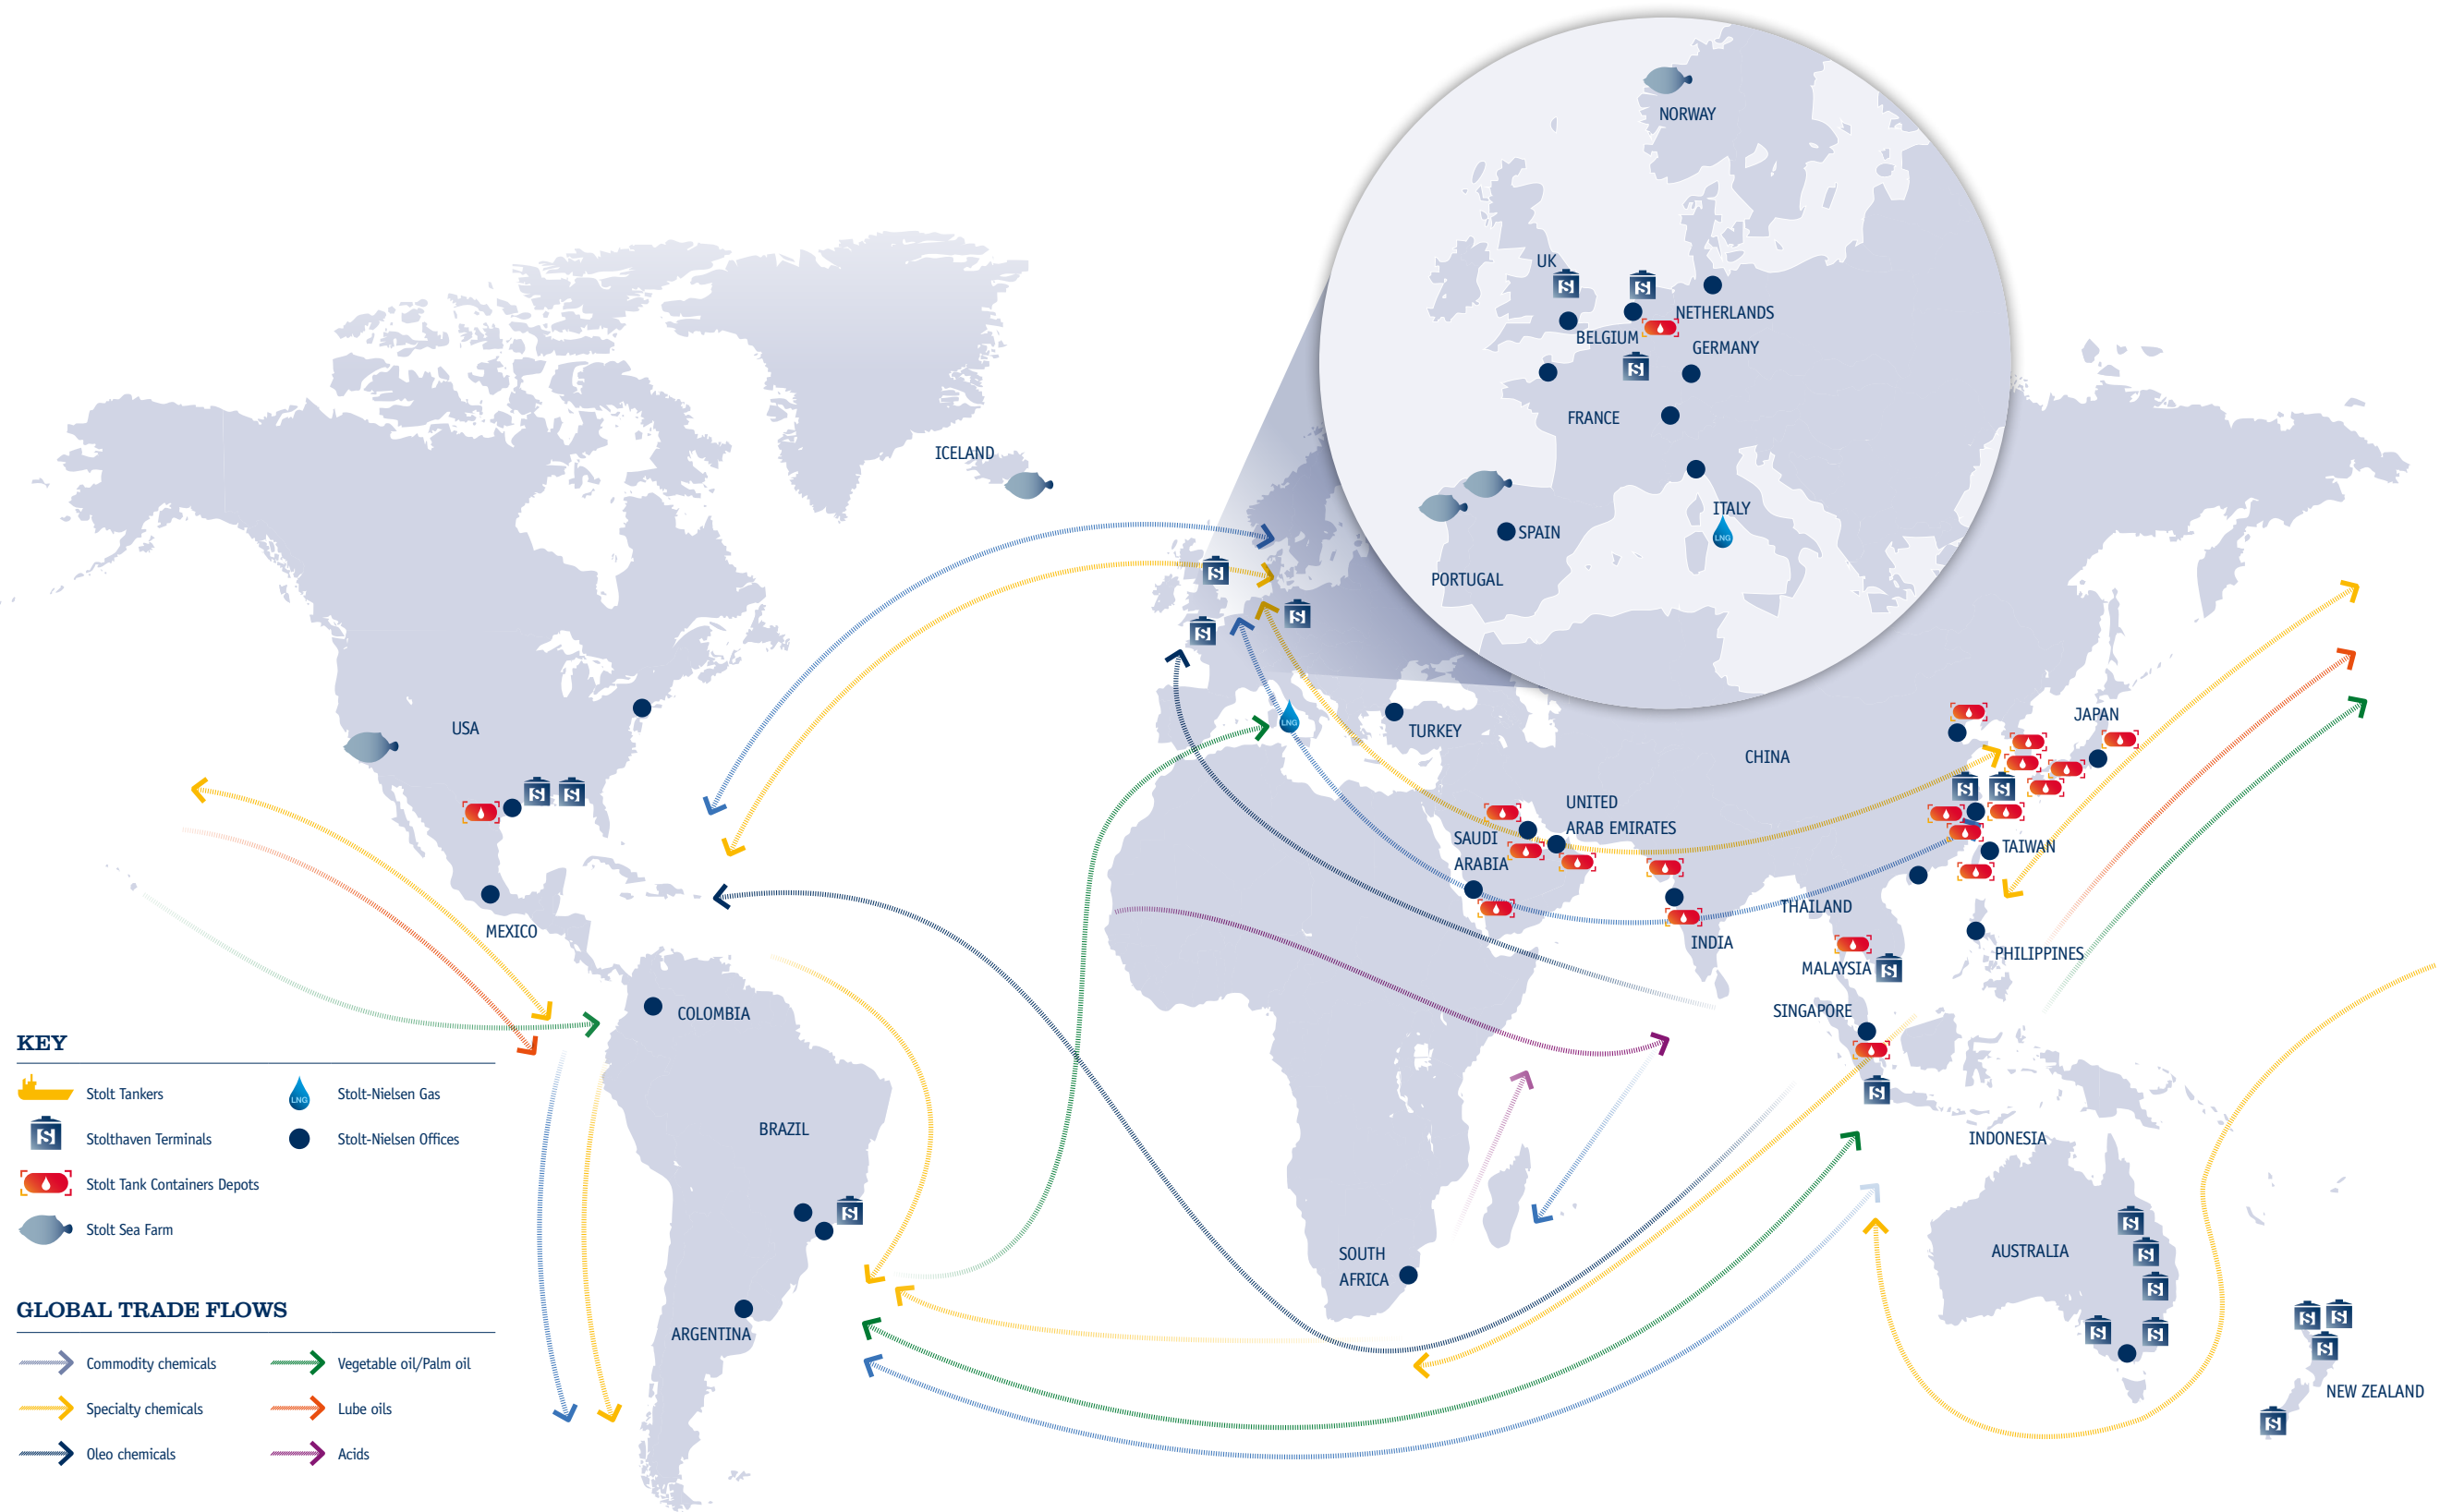 NORWAY
UK
NETHERLANDS
BELGIUM
GERMANY
FRANCE
ITALY
LNG
SPAIN
PORTUGAL
ICELAND
USA
MEXICO
COLOMBIA
BRAZIL
ARGENTINA
LNG
TURKEY
SAUDI
ARABIA
UNITED
ARAB EMIRATES
SOUTH
AFRICA
INDIA
CHINA
JAPAN
TAIWAN
THAILAND
PHILIPPINES
MALAYSIA
SINGAPORE
INDONESIA
AUSTRALIA
NEW ZEALAND
KEY
Stolt Tankers
Stolthaven Terminals
Stolt Tank Containers Depots
Stolt Sea Farm
LNG
Stolt-Nielsen Gas
Stolt-Nielsen Offices
GLOBAL TRADE FLOWS
Commodity chemicals
Specialty chemicals
Oleo chemicals
Vegetable oil/Palm oil
Lube oils
Acids